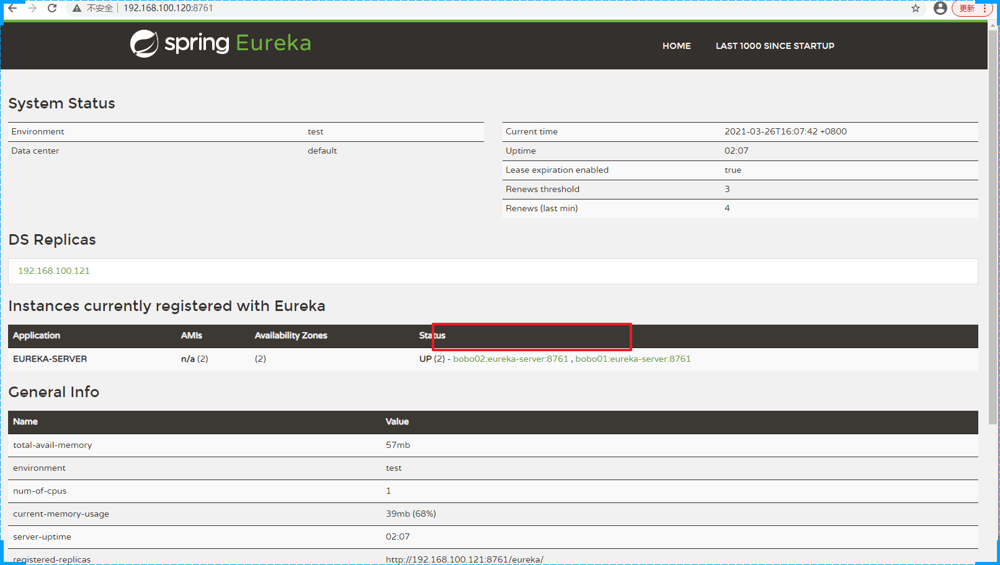 不安全 192.168.100.120:8761 更新
spring Eureka HOME LAST 1000 SINCE STARTUP
System Status
Environment test
Data center default
Current time 2021-03-26T16:07:42 +0800
Uptime 02:07
Lease expiration enabled true
Renews threshold 3
Renews (last min) 4
DS Replicas
192.168.100.121
Instances currently registered with Eureka
Application AMIs Availability Zones Status
EUREKA-SERVER n/a (2) (2) UP (2) - bobo02:eureka-server:8761 , bobo01:eureka-server:8761
General Info
Name Value
total-avail-memory 57mb
environment test
num-of-cpus 1
current-memory-usage 39mb (68%)
server-uptime 02:07
registered-replicas http://192.168.100.121:8761/eureka/